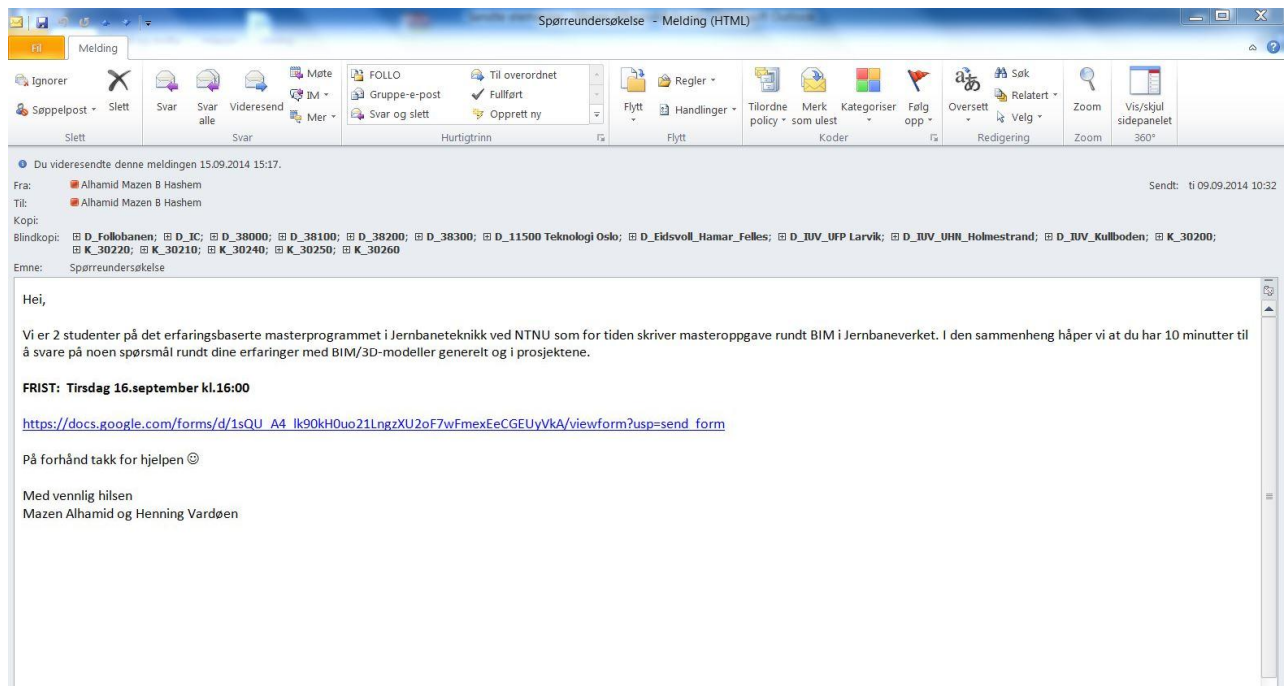 Spørreundersøkelse - Melding (HTML)
Fil Melding
Ignorer
Søppelpost
Slett
Slett
Svar
Svar alle
Videresend
Møte
IM
Mer
Svar
FOLLO
Gruppe-e-post
Svar og slett
Til overordnet
Fullført
Opprett ny
Hurtigtrinn
Flytt
Regler
Handlinger
Flytt
Tilordne policy
Merk som ulest
Kategoriser
Følg opp
Koder
Oversett
Søk
Relatert
Velg
Redigering
Zoom
Zoom
Vis/skjul sidepanelet
360°
Du videresendte denne meldingen 15.09.2014 15:17.
Fra: Alhamid Mazen B Hashem
Sendt: ti 09.09.2014 10:32
Til: Alhamid Mazen B Hashem
Kopi:
Blindkopi: D_Follobanen; D_IC; D_38000; D_38100; D_38200; D_38300; D_11500 Teknologi Oslo; D_Eidsvoll_Hamar_Felles; D_IUV_UFP Larvik; D_IUV_UHN_Holmestrand; D_IUV_Kullboden; K_30200;
K_30220; K_30210; K_30240; K_30250; K_30260
Emne: Spørreundersøkelse
Hei,
Vi er 2 studenter på det erfaringsbaserte masterprogrammet i Jernbaneteknikk ved NTNU som for tiden skriver masteroppgave rundt BIM i Jernbaneverket. I den sammenheng håper vi at du har 10 minutter til
å svare på noen spørsmål rundt dine erfaringer med BIM/3D-modeller generelt og i prosjektene.
FRIST: Tirsdag 16.september kl.16:00
https://docs.google.com/forms/d/1sQU_A4_lk90kH0uo21LngzXU2oF7wFmexEeCGEUyVkA/viewform?usp=send_form
På forhånd takk for hjelpen ☺
Med vennlig hilsen
Mazen Alhamid og Henning Vardøen